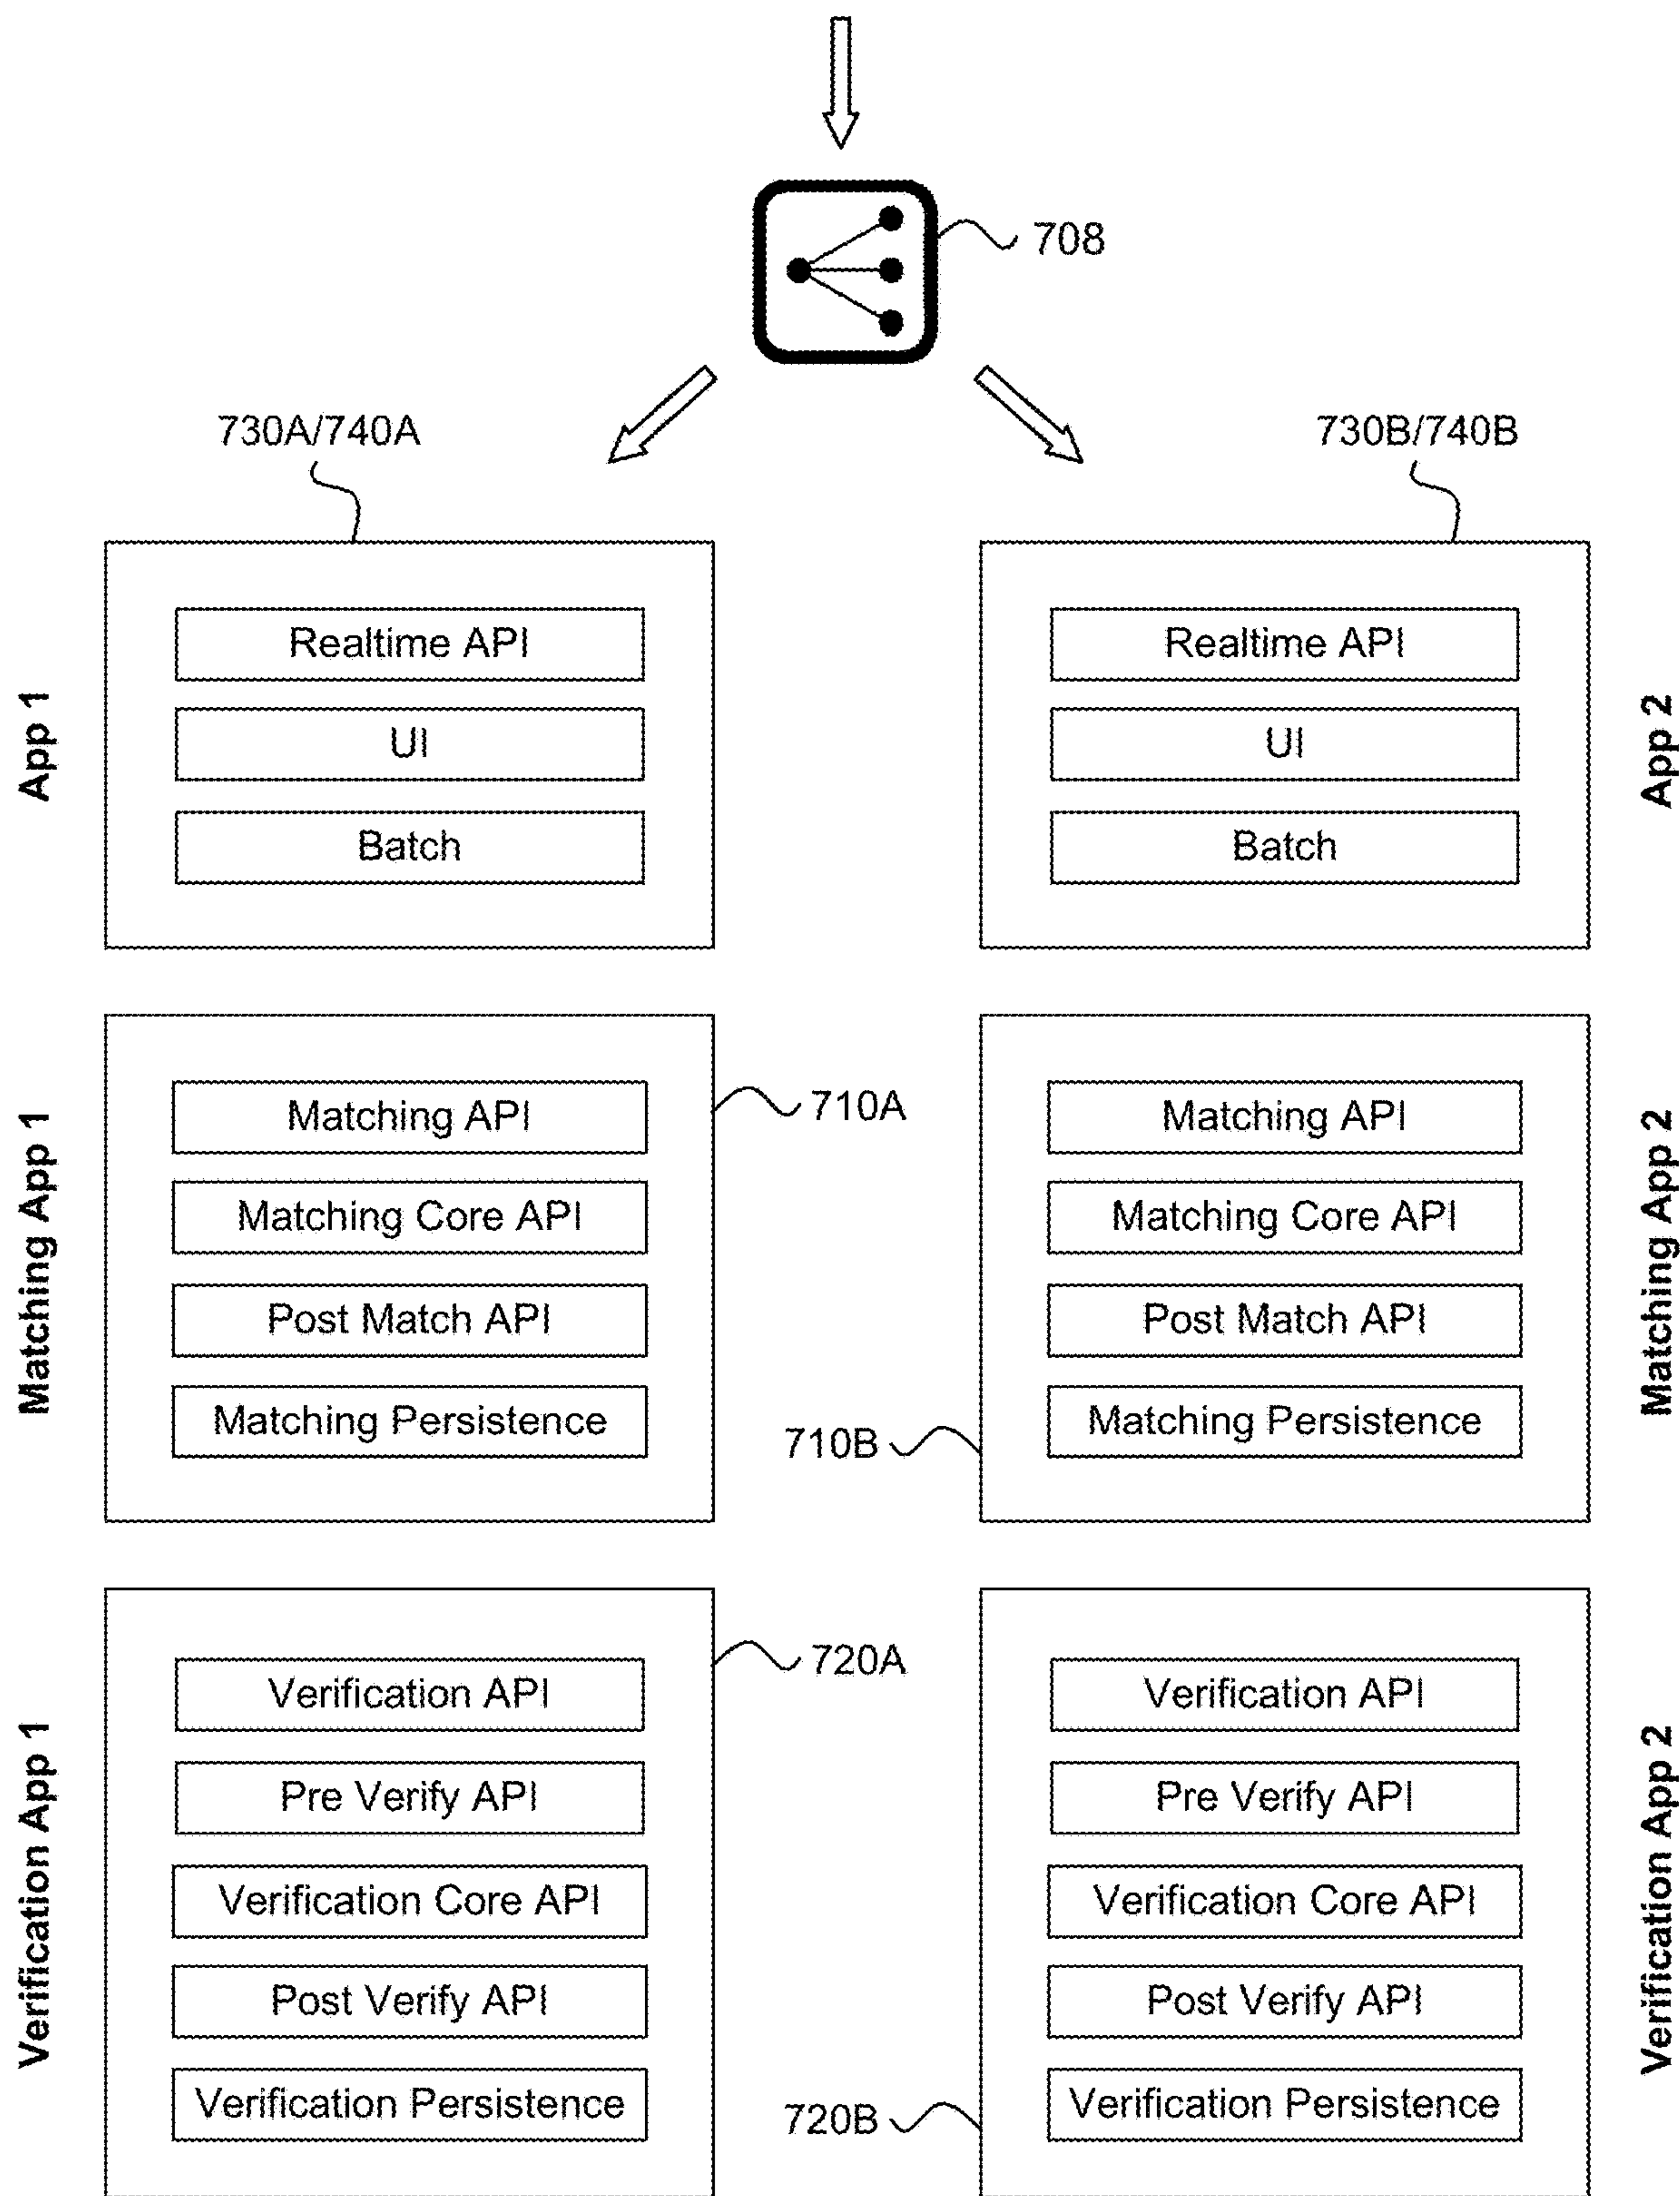 708
730A/740A
730B/740B
App 1
Realtime API
UI
Batch
Realtime API
UI
Batch
App 2
Matching App 1
Matching API
Matching Core API
Post Match API
Matching Persistence
710A
710B
Matching API
Matching Core API
Post Match API
Matching Persistence
Matching App 2
Verification App 1
Verification API
Pre Verify API
Verification Core API
Post Verify API
Verification Persistence
720A
720B
Verification API
Pre Verify API
Verification Core API
Post Verify API
Verification Persistence
Verification App 2